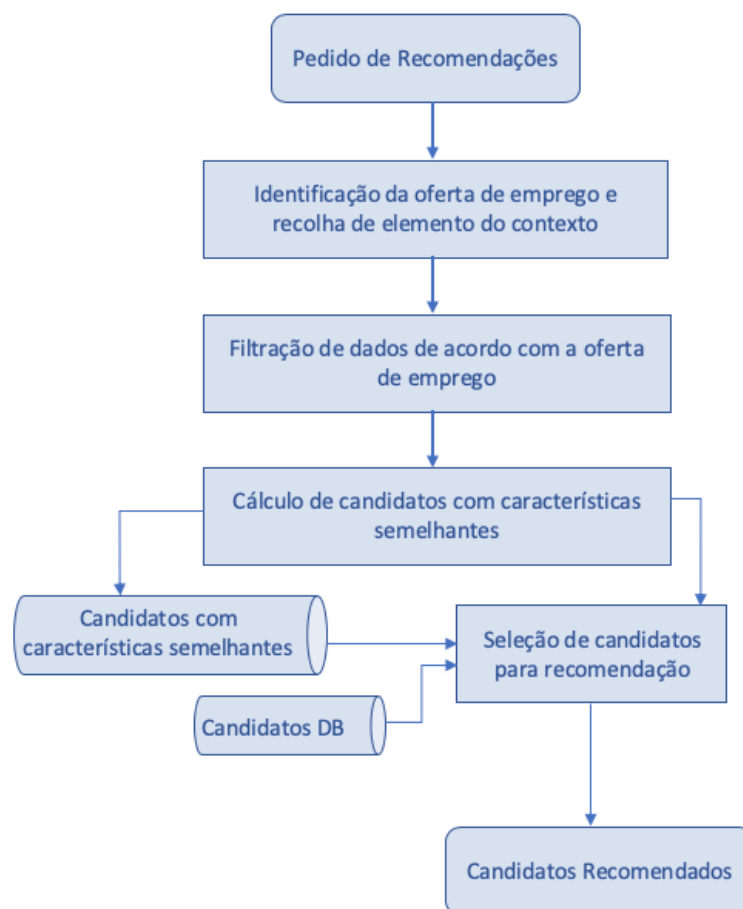 Pedido de Recomendações
Identificação da oferta de emprego e
recolha de elemento do contexto
Filtração de dados de acordo com a oferta
de emprego
Cálculo de candidatos com características
semelhantes
Candidatos com
características semelhantes
Seleção de candidatos
para recomendação
Candidatos DB
Candidatos Recomendados